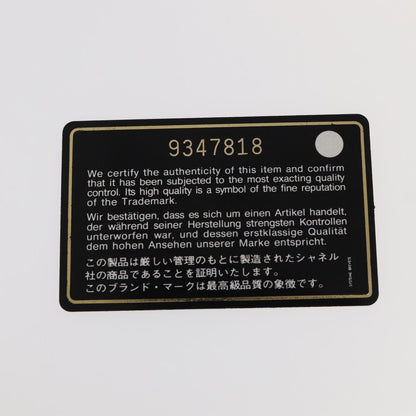 9347818
We certify the authenticity of this item and confirm
that it has been subjected to the most exacting quality
control. Its high quality is a symbol of the fine reputation
of the Trademark.
Wir bestätigen, dass es sich um einen Artikel handelt,
der während seiner Herstellung strengsten Kontrollen
unterworfen war, und dessen erstklassige Qualität
dem hohen Ansehen unserer Marke entspricht.
この製品は厳しい管理のもとに製造されたシャネル
社の商品であることを証明いたします。
このブランド・マークは最高級品質の象徴です。